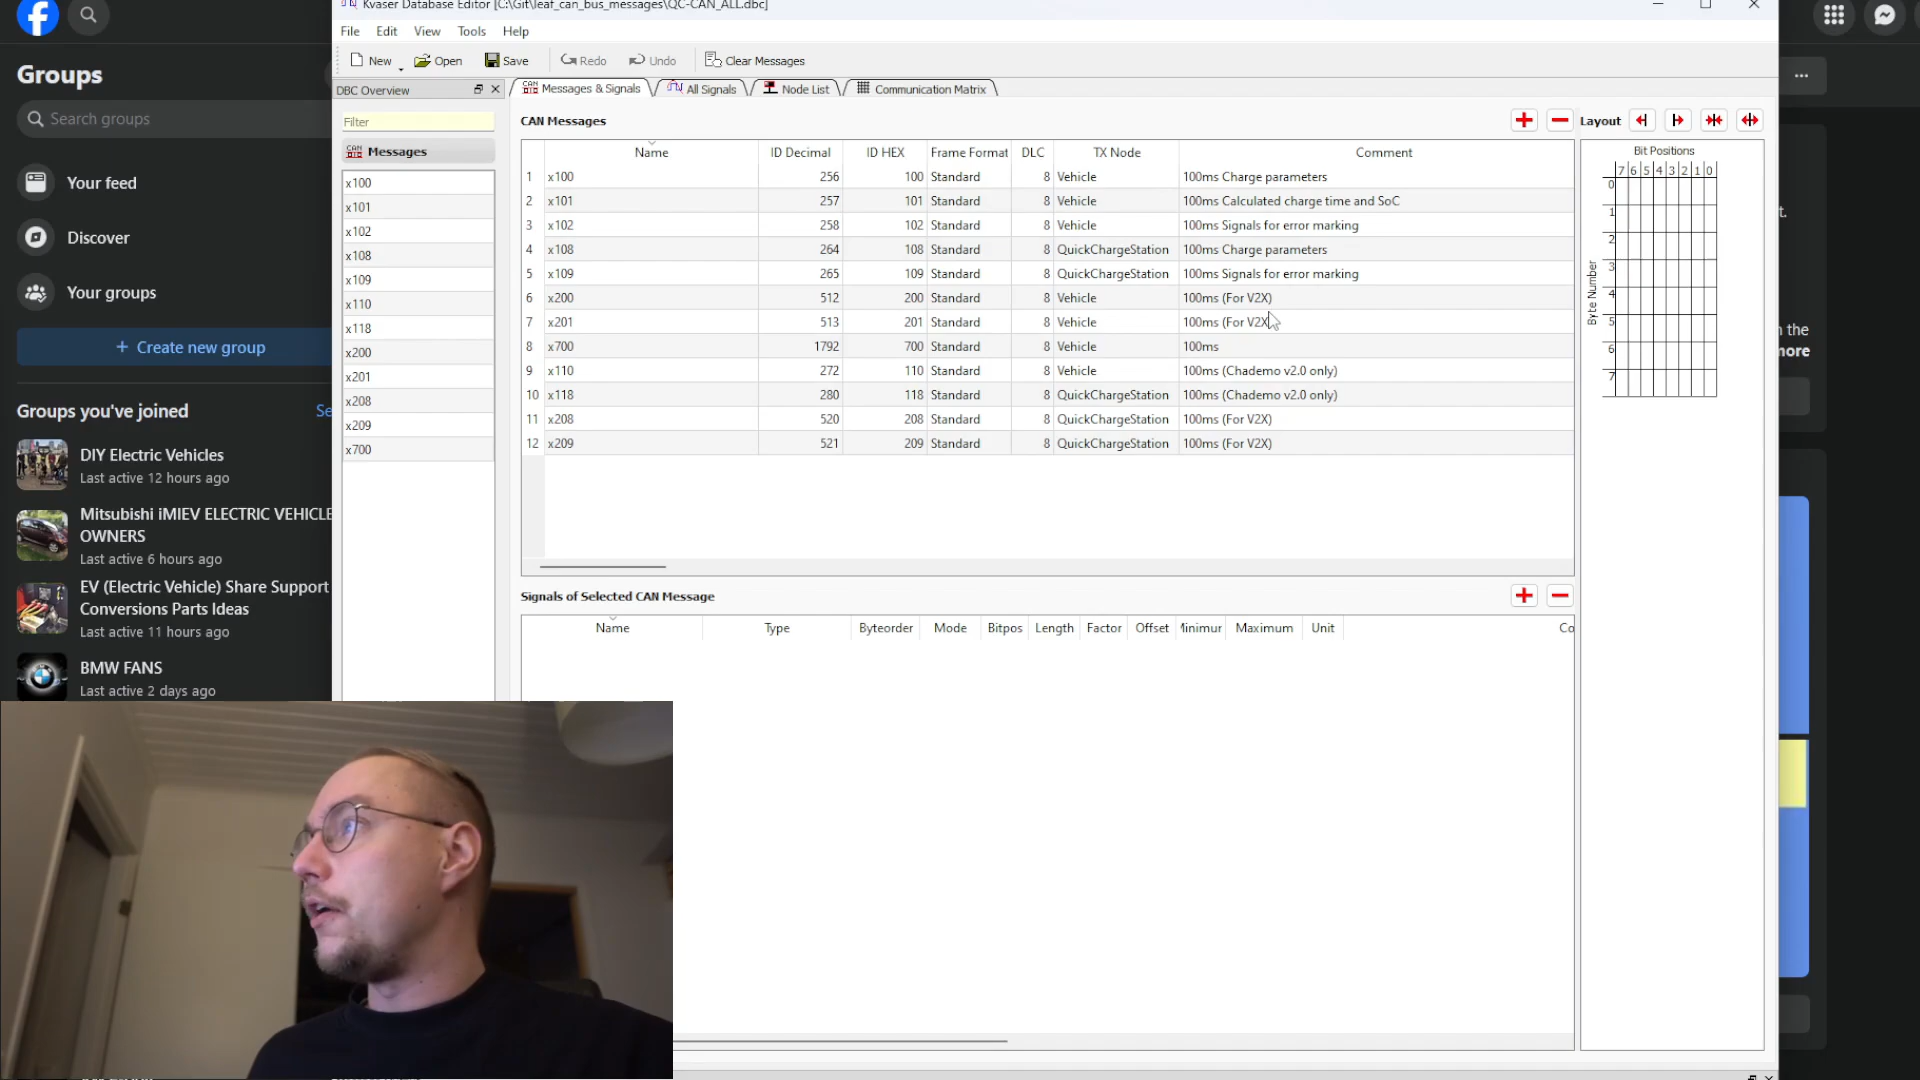 Kvaser Database Editor [C:\Git\leaf_can_bus_messages\QC-CAN_ALL.dbc]
File Edit View Tools Help
New Open Save Redo Undo Clear Messages
Groups
Search groups
Your feed
Discover
Your groups
+ Create new group
Groups you've joined Se
DIY Electric Vehicles
Last active 12 hours ago
Mitsubishi iMIEV ELECTRIC VEHICLE
OWNERS
Last active 6 hours ago
EV (Electric Vehicle) Share Support
Conversions Parts Ideas
Last active 11 hours ago
BMW FANS
Last active 2 days ago
DBC Overview
Filter
CAN Messages
x100
x101
x102
x108
x109
x110
x118
x200
x201
x208
x209
x700
CAN Messages & Signals All Signals Node List Communication Matrix
CAN Messages
Name ID Decimal ID HEX Frame Format DLC TX Node Comment
1 x100 256 100 Standard 8 Vehicle 100ms Charge parameters
2 x101 257 101 Standard 8 Vehicle 100ms Calculated charge time and SoC
3 x102 258 102 Standard 8 Vehicle 100ms Signals for error marking
4 x108 264 108 Standard 8 QuickChargeStation 100ms Charge parameters
5 x109 265 109 Standard 8 QuickChargeStation 100ms Signals for error marking
6 x200 512 200 Standard 8 Vehicle 100ms (For V2X)
7 x201 513 201 Standard 8 Vehicle 100ms (For V2X)
8 x700 1792 700 Standard 8 Vehicle 100ms
9 x110 272 110 Standard 8 Vehicle 100ms (Chademo v2.0 only)
10 x118 280 118 Standard 8 QuickChargeStation 100ms (Chademo v2.0 only)
11 x208 520 208 Standard 8 QuickChargeStation 100ms (For V2X)
12 x209 521 209 Standard 8 QuickChargeStation 100ms (For V2X)
Signals of Selected CAN Message
Name Type Byteorder Mode Bitpos Length Factor Offset Minimur Maximum Unit Co
Layout
Bit Positions
7 6 5 4 3 2 1 0
Byte Number
0
1
2
3
4
5
6
7
t.
n the
more